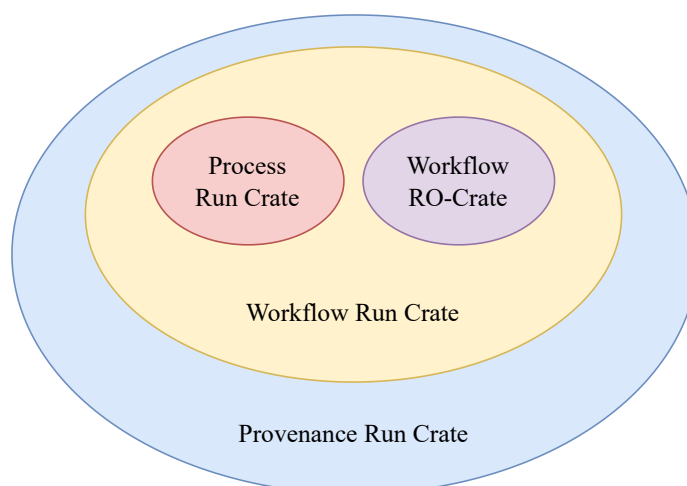 Process
Run Crate
Workflow
RO-Crate
Workflow Run Crate
Provenance Run Crate